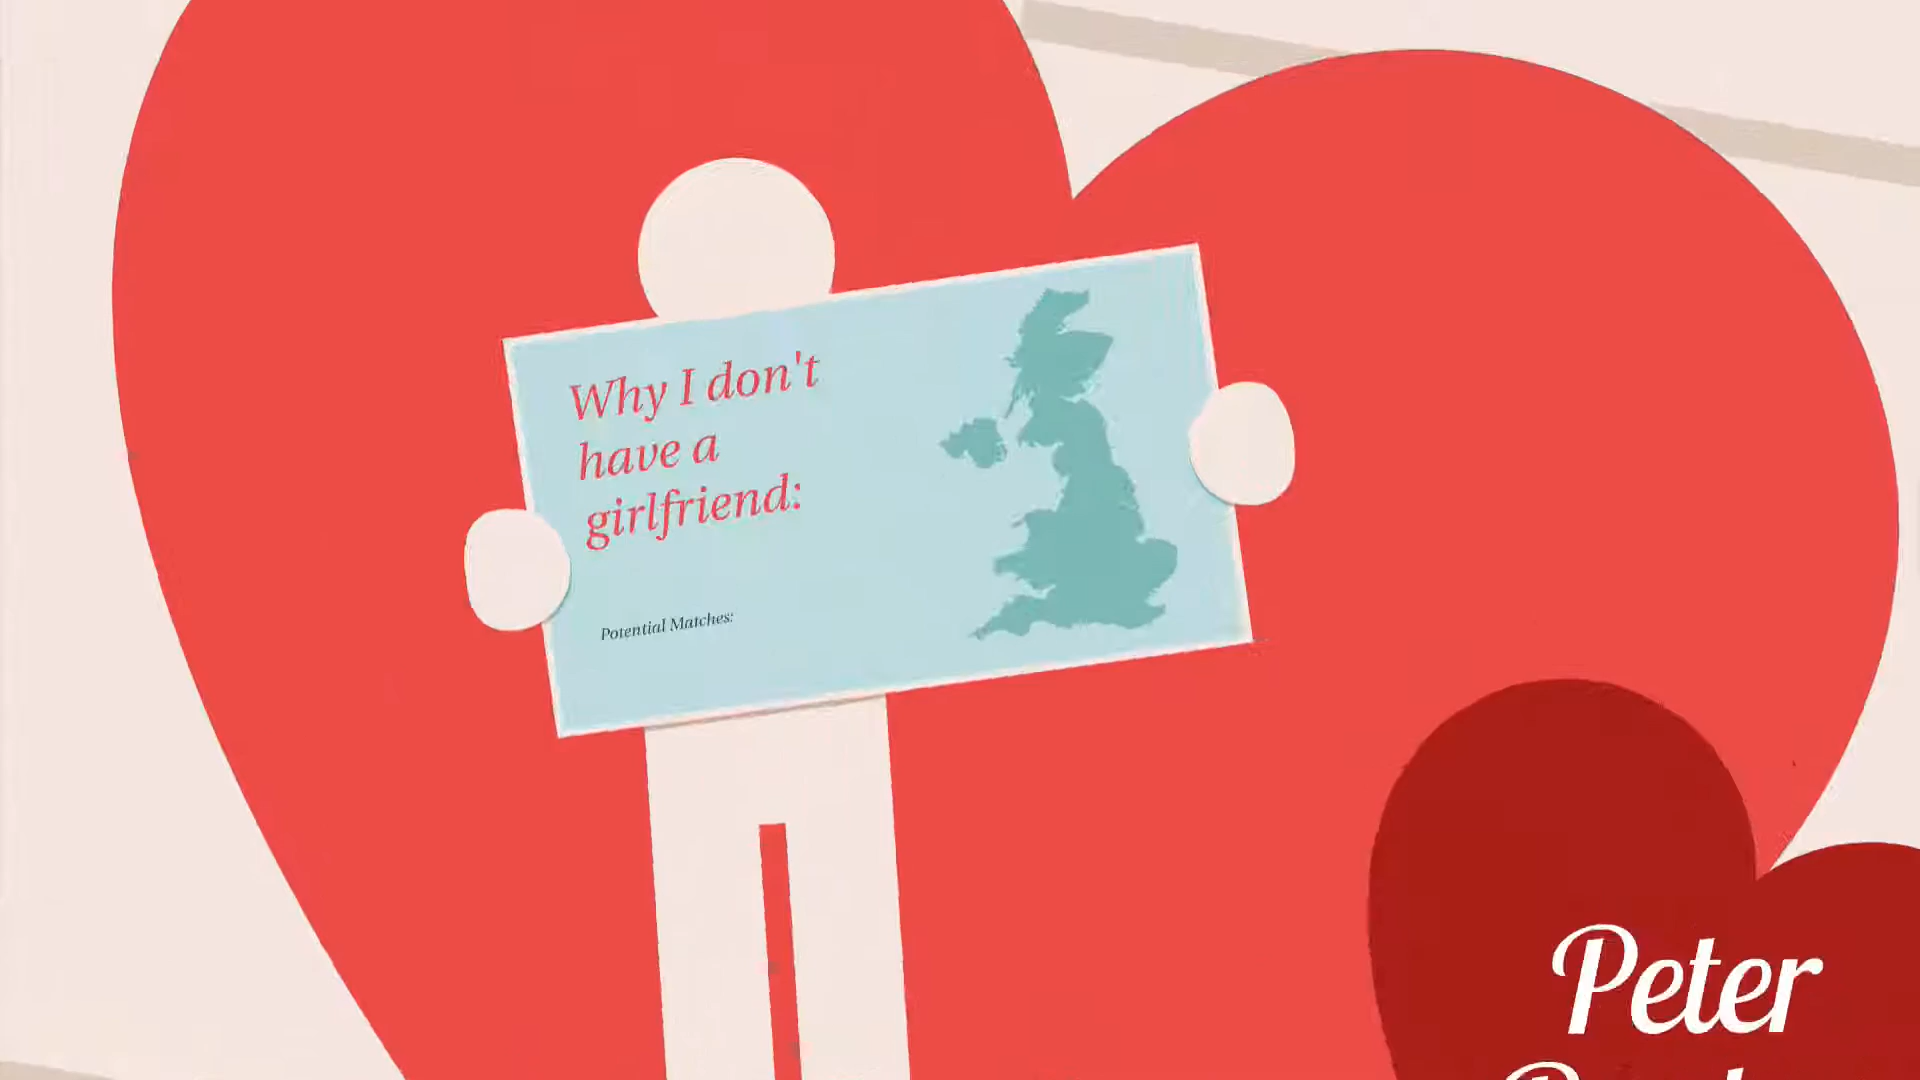 Why I don't
have a
girlfriend:
Potential Matches:
Peter